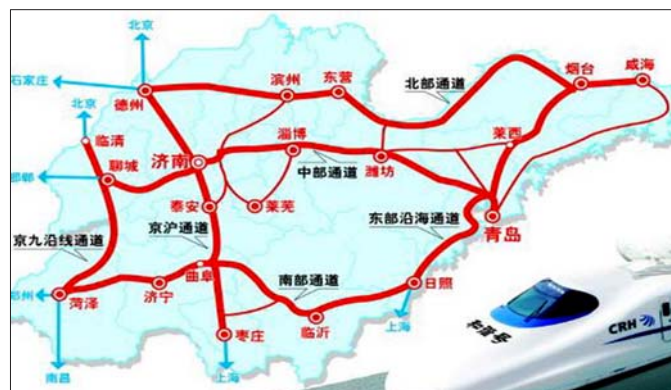 北京
石家庄
德州
滨州
东营
北部通道
烟台
威海
北京
临清
济南
淄博
中部通道
潍坊
莱西
聊城
邯郸
泰安
莱芜
东部沿海通道
青岛
京九沿线通道
京沪通道
曲阜
南部通道
日照
郑州
菏泽
济宁
临沂
枣庄
上海
南昌
上海
和谐号
CRH